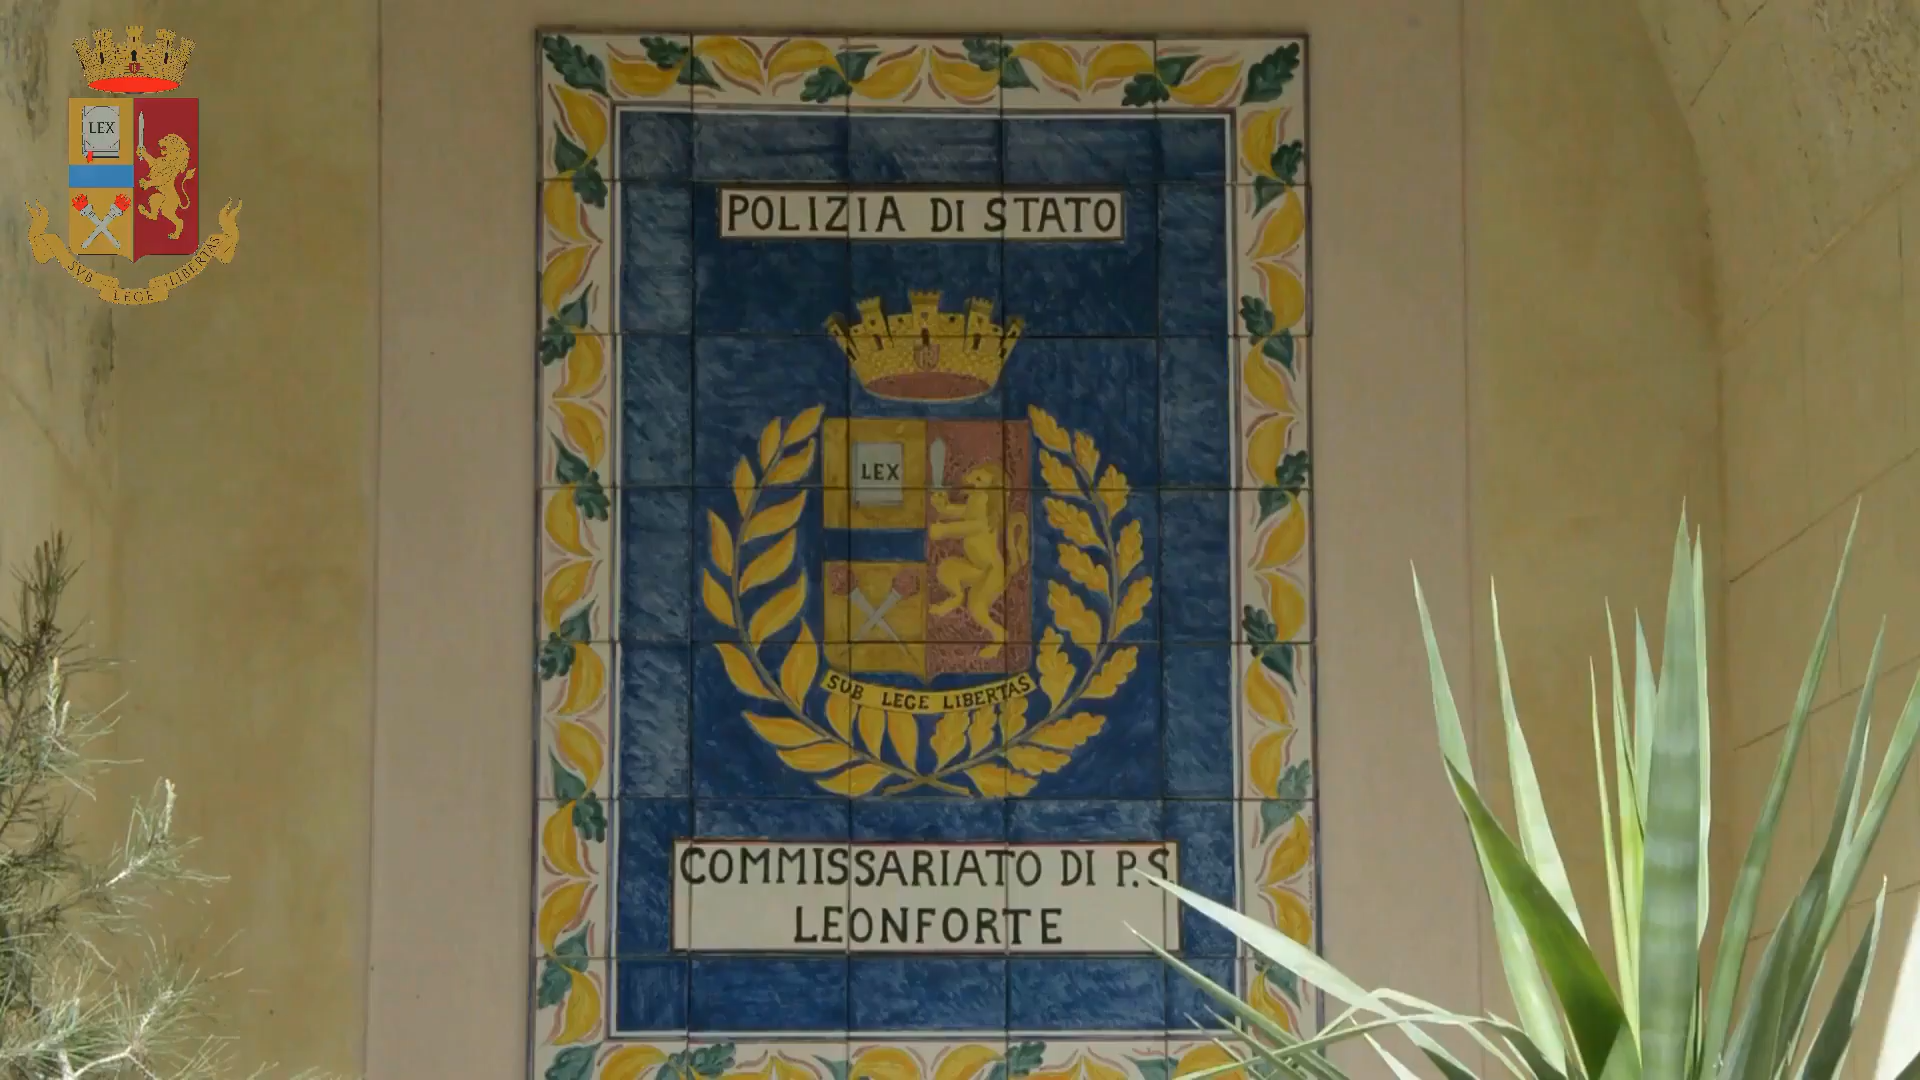 LEX
SVB LEGE LIBERTAS
POLIZIA DI STATO
LEX
SUB LEGE LIBERTAS
COMMISSARIATO DI P.S
LEONFORTE